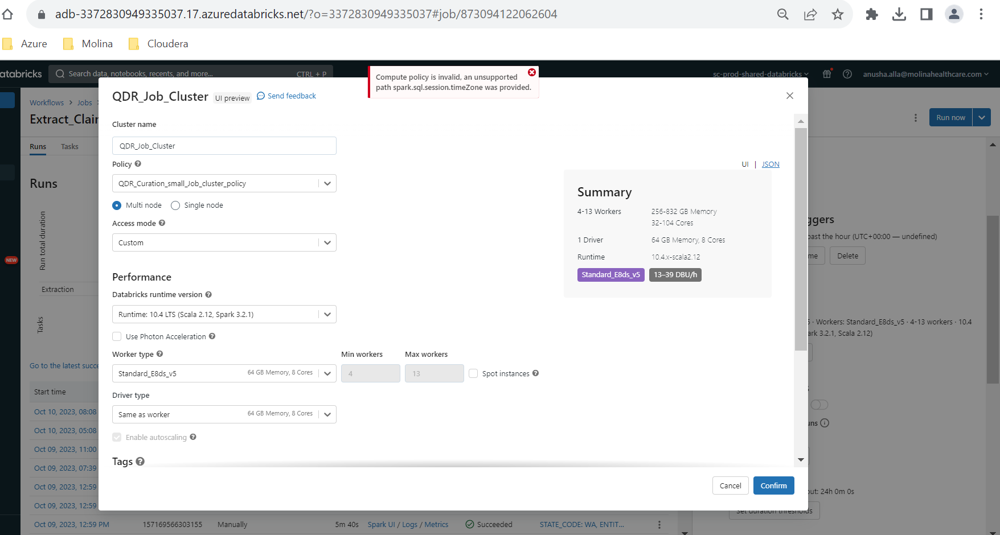 adb-3372830949335037.17.azuredatabricks.net/?o=3372830949335037#job/873094122062604
Azure
Molina
Cloudera
atabricks
Search data, notebooks, recents, and more...
CTRL + P
sc-prod-shared-databricks
anusha.alla@molinahealthcare.com
Compute policy is invalid, an unsupported
path spark.sql.session.timeZone was provided.
Workflows > Jobs >
Extract_Clair
Run now
Runs
Tasks
Runs
Run total duration
NEW
Extraction
Tasks
Go to the latest succe
Start time
Oct 10, 2023, 08:08
Oct 10, 2023, 05:08
Oct 09, 2023, 11:00
Oct 09, 2023, 07:39
Oct 09, 2023, 12:59
Oct 09, 2023, 12:59
Oct 09, 2023, 12:59 PM
157169566303155
Manually
5m 40s
Spark UI / Logs / Metrics
Succeeded
STATE_CODE: WA, ENTIT...
QDR_Job_Cluster
UI preview
Send feedback
Cluster name
QDR_Job_Cluster
Policy
QDR_Curation_small_Job_cluster_policy
Multi node
Single node
Access mode
Custom
Performance
Databricks runtime version
Runtime: 10.4 LTS (Scala 2.12, Spark 3.2.1)
Use Photon Acceleration
Worker type
Min workers
Max workers
Standard_E8ds_v5
64 GB Memory, 8 Cores
4
13
Spot instances
Driver type
Same as worker
64 GB Memory, 8 Cores
Enable autoscaling
Tags
UI | JSON
Summary
4-13 Workers
256-832 GB Memory
32-104 Cores
1 Driver
64 GB Memory, 8 Cores
Runtime
10.4.x-scala2.12
Standard_E8ds_v5
13–39 DBU/h
Cancel
Confirm
ggers
past the hour (UTC+00:00 — undefined)
me
Delete
5 · Workers: Standard_E8ds_v5 · 4-13 workers · 10.4
ark 3.2.1, Scala 2.12)
uns
out: 24h 0m 0s
Set duration thresholds